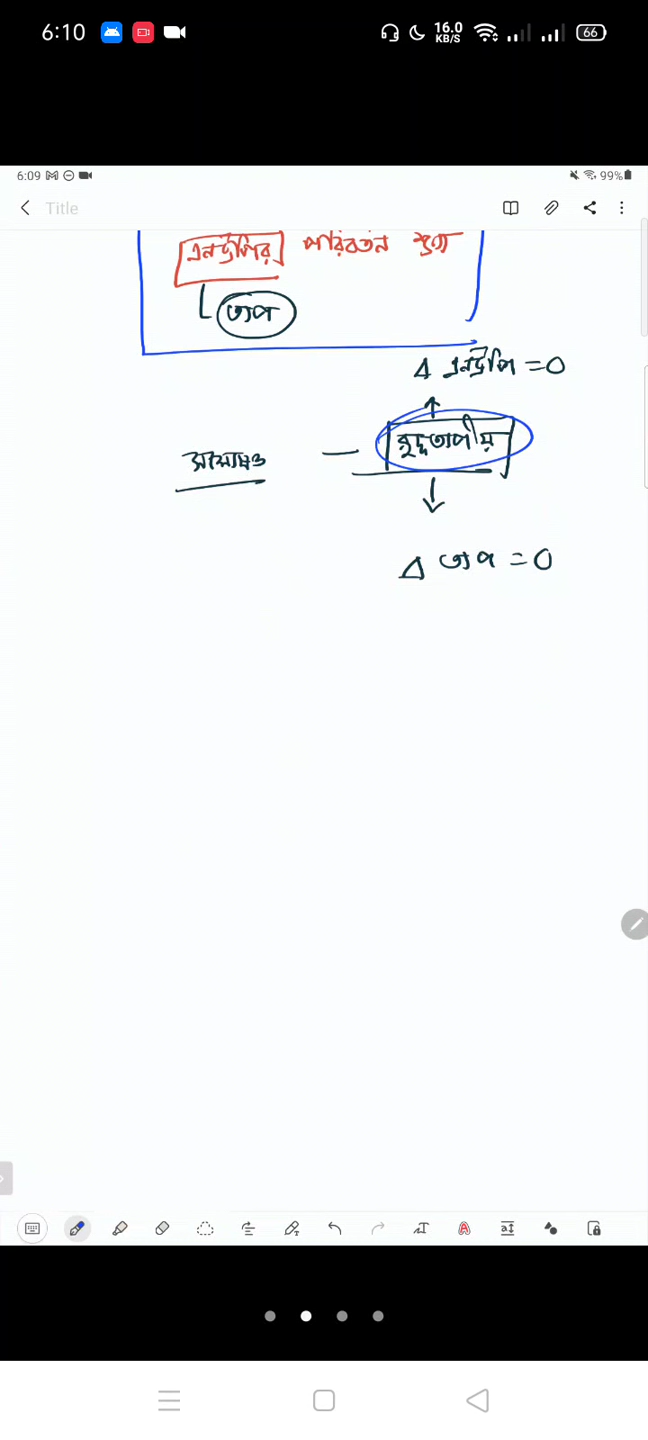 6:10 16.0 KB/S 66
6:09 99%
Title
এনট্রপির পরিবর্তন শূন্য
তাপ
Δ এনট্রপি = 0
রুদ্ধতাপীয়
Δ তাপ = 0